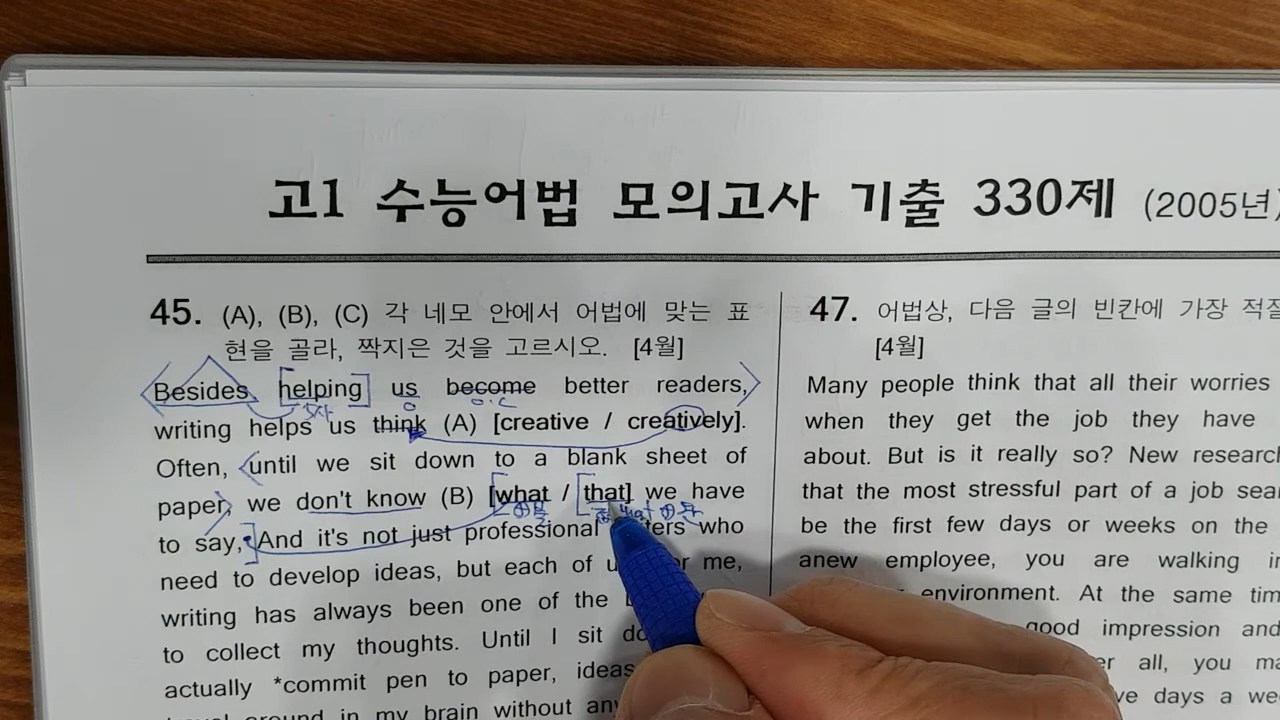 고1 수능어법 모의고사 기출 330제 (2005년)
45. (A), (B), (C) 각 네모 안에서 어법에 맞는 표
현을 골라, 짝지은 것을 고르시오. [4월]
Besides helping us become better readers,
writing helps us think (A) [creative / creatively].
Often, until we sit down to a blank sheet of
paper, we don't know (B) [what / that] we have
to say. And it's not just professional who
need to develop ideas, but each of me,
writing has always been one of the
to collect my thoughts. Until I sit
actually *commit pen to paper, ideas
around in my brain without
47. 어법상, 다음 글의 빈칸에 가장 적절
[4월]
Many people think that all their worries
when they get the job they have
about. But is it really so? New research
that the most stressful part of a job
be the first few days or weeks on the
anew employee, you are walking
environment. At the same
good impression and
all, you
days a